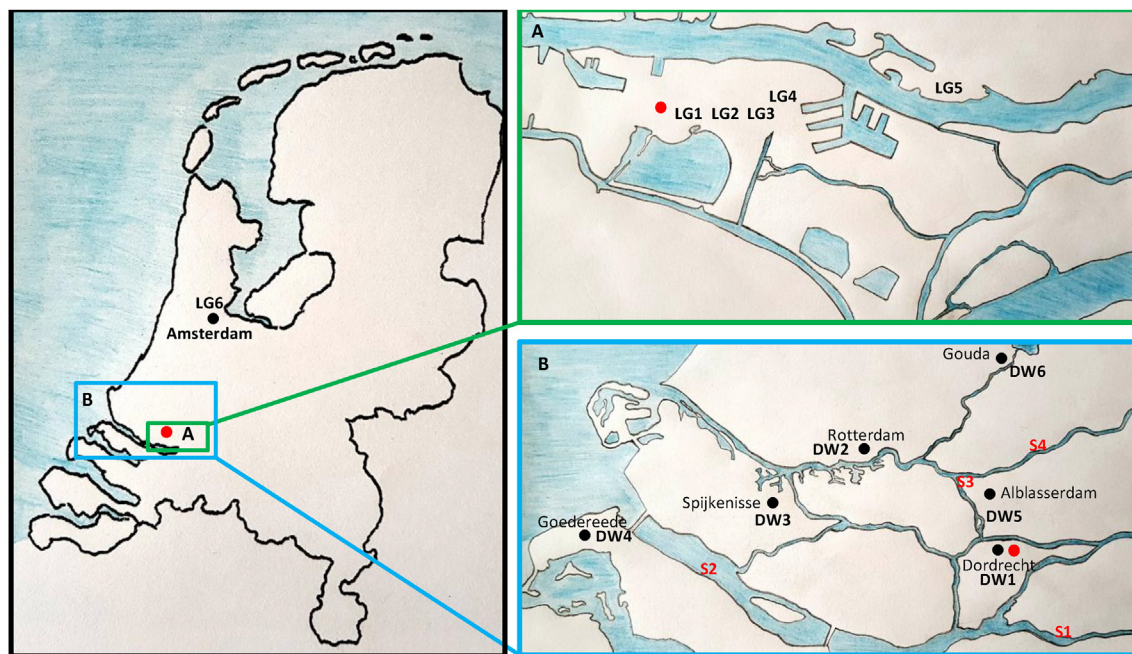 LG6
Amsterdam
B
A
A
LG1 LG2 LG3
LG4
LG5
B
Gouda
DW6
Rotterdam
DW2
S4
S3
Alblasserdam
DW5
Spijkenisse
DW3
Goedereede
DW4
S2
Dordrecht
DW1
S1